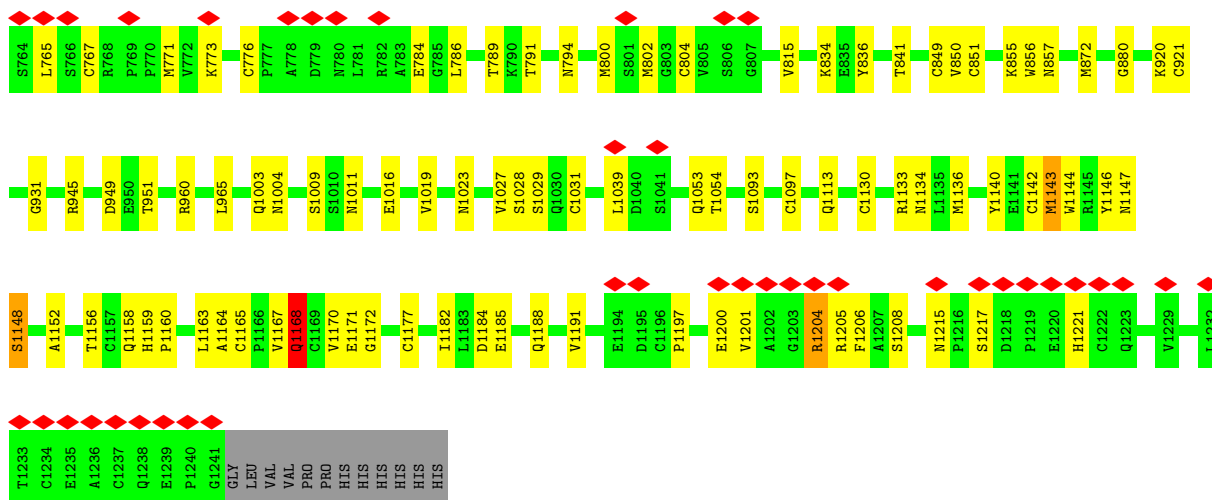 S764 L765 S766 C767 R768 P769 P770 M771 V772 K773 C776 P777 A778 D779 N780 L781 R782 A783 E784 G785 L786 T789 K790 T791 N794 M800 S801 M802 G803 C804 V805 S806 G807 V815 K834 E835 Y836 T841 C849 V850 C851 K855 W856 N857 M872 G880 K920 C921
G931 R945 D949 E950 T951 R960 L965 Q1003 N1004 S1009 S1010 N1011 E1016 V1019 N1023 V1027 S1028 S1029 Q1030 C1031 L1039 D1040 S1041 Q1053 T1054 S1093 C1097 Q1113 C1130 R1133 N1134 L1135 M1136 Y1140 E1141 C1142 M1143 W1144 R1145 Y1146 N1147
S1148 A1152 T1156 C1157 Q1158 H1159 P1160 L1163 A1164 C1165 P1166 V1167 Q1168 C1169 V1170 E1171 G1172 C1177 I1182 L1183 D1184 E1185 Q1188 V1191 E1194 D1195 C1196 P1197 E1200 V1201 A1202 G1203 R1204 R1205 F1206 A1207 S1208 N1215 P1216 S1217 D1218 P1219 E1220 H1221 C1222 Q1223 V1229 L1232
T1233 C1234 E1235 A1236 C1237 Q1238 E1239 P1240 G1241 GLY LEU VAL VAL PRO PRO HIS HIS HIS HIS HIS HIS